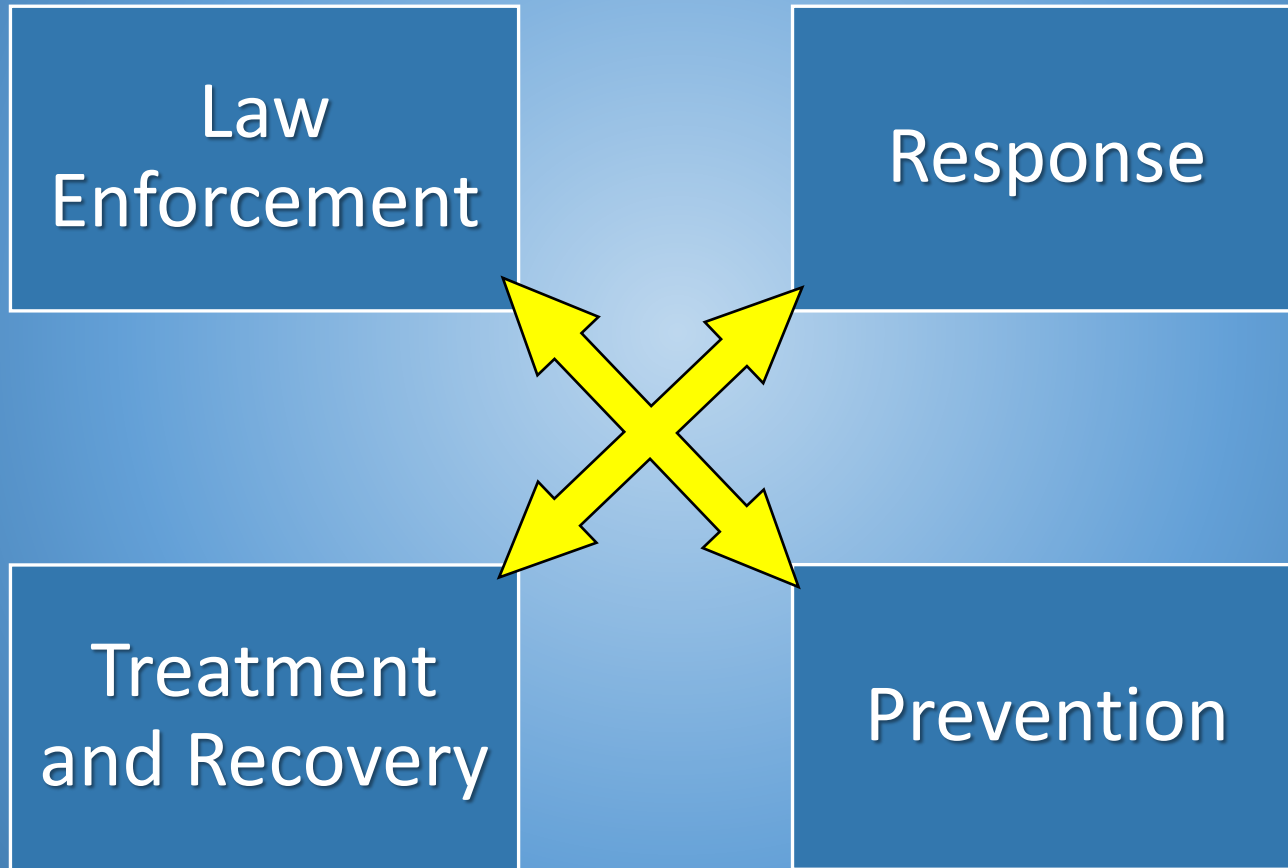 Law
Enforcement
Response
Treatment
and Recovery
Prevention